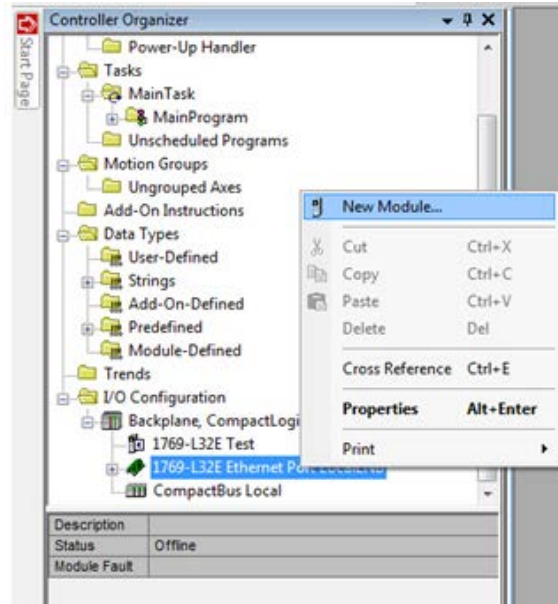 Controller Organizer
Start Page
Power-Up Handler
Tasks
MainTask
MainProgram
Unscheduled Programs
Motion Groups
Ungrouped Axes
Add-On Instructions
Data Types
User-Defined
Strings
Add-On-Defined
Predefined
Module-Defined
Trends
I/O Configuration
Backplane, CompactLogi
1769-L32E Test
1769-L32E Ethernet Port LocalENB
CompactBus Local
New Module...
Cut Ctrl+X
Copy Ctrl+C
Paste Ctrl+V
Delete Del
Cross Reference Ctrl+E
Properties Alt+Enter
Print
Description
Status Offline
Module Fault